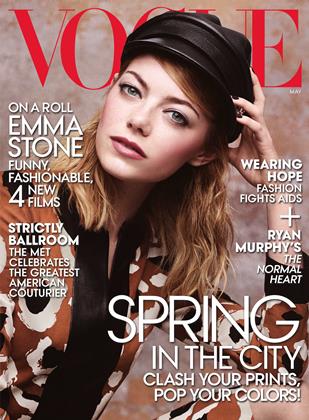 VOGUE
MAY
ON A ROLL
EMMA
STONE
FUNNY,
FASHIONABLE,
4 NEW
FILMS
STRICTLY
BALLROOM
THE MET
CELEBRATES
THE GREATEST
AMERICAN
COUTURIER
WEARING
HOPE
FASHION
FIGHTS AIDS
+
RYAN
MURPHY'S
THE
NORMAL
HEART
SPRING
IN THE CITY
CLASH YOUR PRINTS,
POP YOUR COLORS!